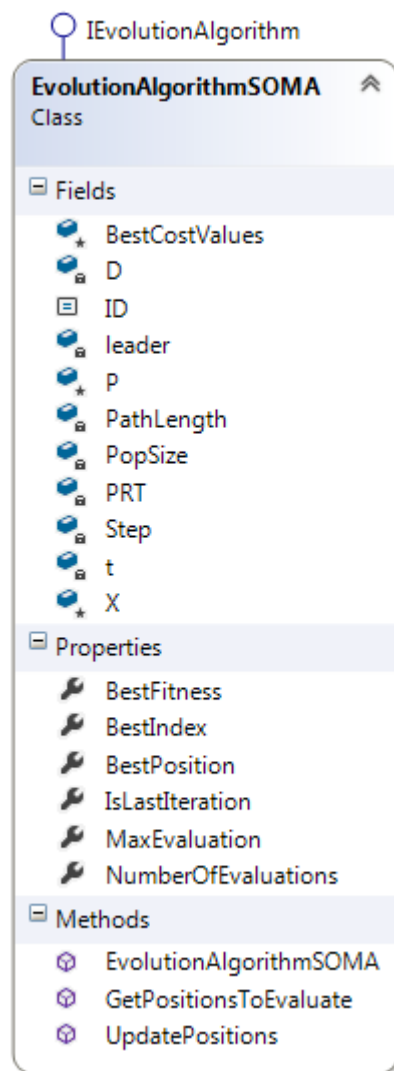 IEvolutionAlgorithm
EvolutionAlgorithmSOMA
Class
Fields
BestCostValues
D
ID
leader
P
PathLength
PopSize
PRT
Step
t
X
Properties
BestFitness
BestIndex
BestPosition
IsLastIteration
MaxEvaluation
NumberOfEvaluations
Methods
EvolutionAlgorithmSOMA
GetPositionsToEvaluate
UpdatePositions